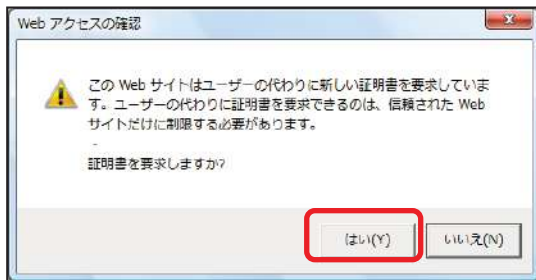 Web アクセスの確認
この Web サイトはユーザーの代わりに新しい証明書を要求していま
す。ユーザーの代わりに証明書を要求できるのは、信頼された Web
サイトだけに制限する必要があります。
-
証明書を要求しますか?
はい(Y)
いいえ(N)